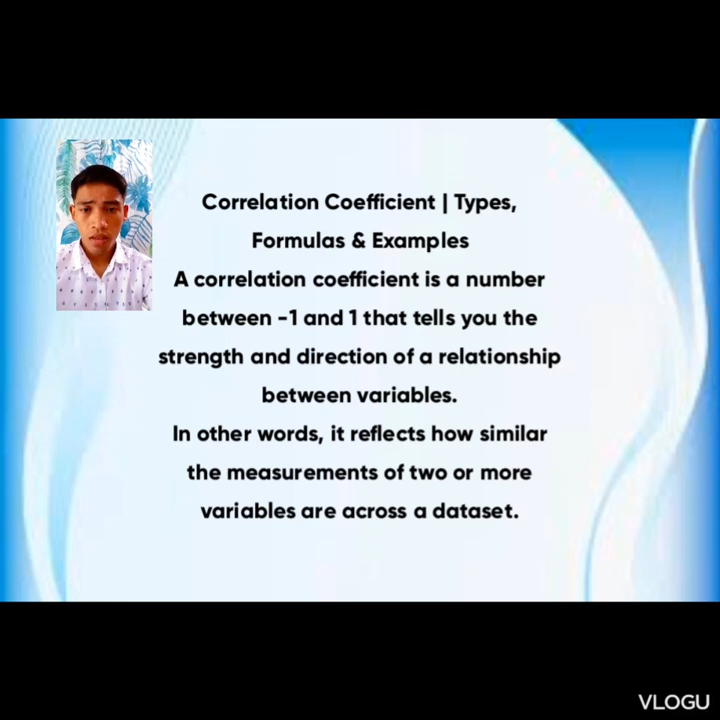 Correlation Coefficient | Types,
Formulas & Examples
A correlation coefficient is a number
between -1 and 1 that tells you the
strength and direction of a relationship
between variables.
In other words, it reflects how similar
the measurements of two or more
variables are across a dataset.
VLOGU